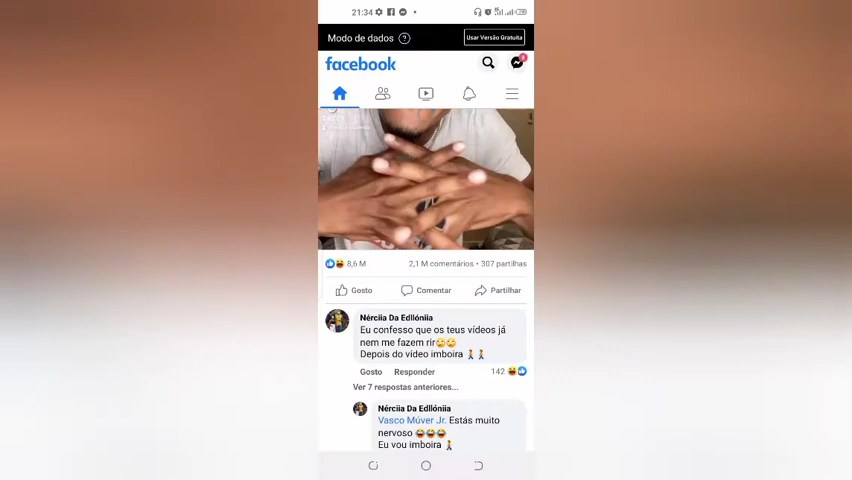 21:34
Modo de dados ?
Usar Versão Gratuita
facebook
8
8,6 M
2,1 M comentários • 307 partilhas
Gosto
Comentar
Partilhar
Nérciia Da Edllóniia
Eu confesso que os teus vídeos já
nem me fazem rir🙄🙄
Depois do vídeo imboira 🚶🚶
Gosto Responder
142
Ver 7 respostas anteriores...
Nérciia Da Edllóniia
Vasco Múver Jr. Estás muito
nervoso 😂😂😂
Eu vou imboira 🚶